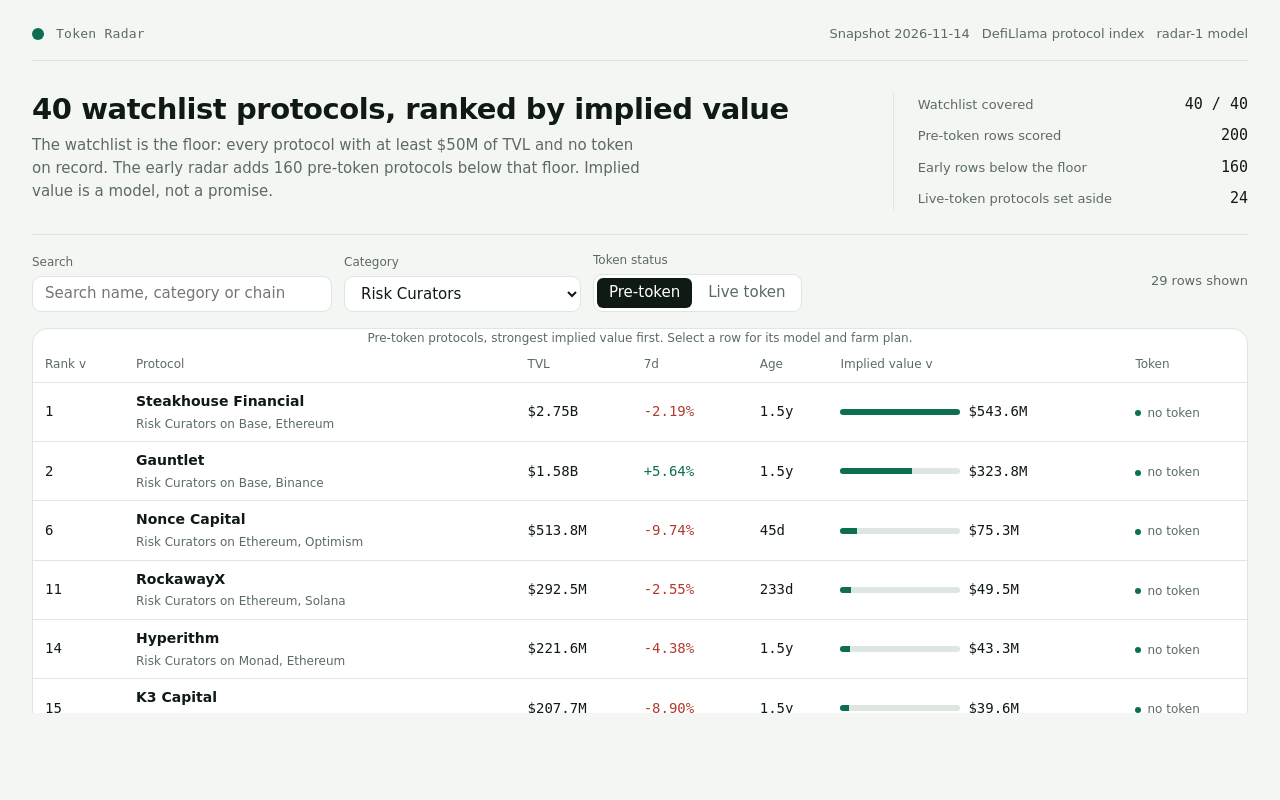 Token Radar
Snapshot 2026-11-14 DefiLlama protocol index radar-1 model
40 watchlist protocols, ranked by implied value
The watchlist is the floor: every protocol with at least $50M of TVL and no token
on record. The early radar adds 160 pre-token protocols below that floor. Implied
value is a model, not a promise.
Watchlist covered 40 / 40
Pre-token rows scored 200
Early rows below the floor 160
Live-token protocols set aside 24
Search
Search name, category or chain
Category
Risk Curators
Token status
Pre-token Live token
29 rows shown
Pre-token protocols, strongest implied value first. Select a row for its model and farm plan.
Rank v Protocol TVL 7d Age Implied value v Token
1 Steakhouse Financial $2.75B -2.19% 1.5y $543.6M no token
Risk Curators on Base, Ethereum
2 Gauntlet $1.58B +5.64% 1.5y $323.8M no token
Risk Curators on Base, Binance
6 Nonce Capital $513.8M -9.74% 45d $75.3M no token
Risk Curators on Ethereum, Optimism
11 RockawayX $292.5M -2.55% 233d $49.5M no token
Risk Curators on Ethereum, Solana
14 Hyperithm $221.6M -4.38% 1.5y $43.3M no token
Risk Curators on Monad, Ethereum
15 K3 Capital $207.7M -8.90% 1.5y $39.6M no token